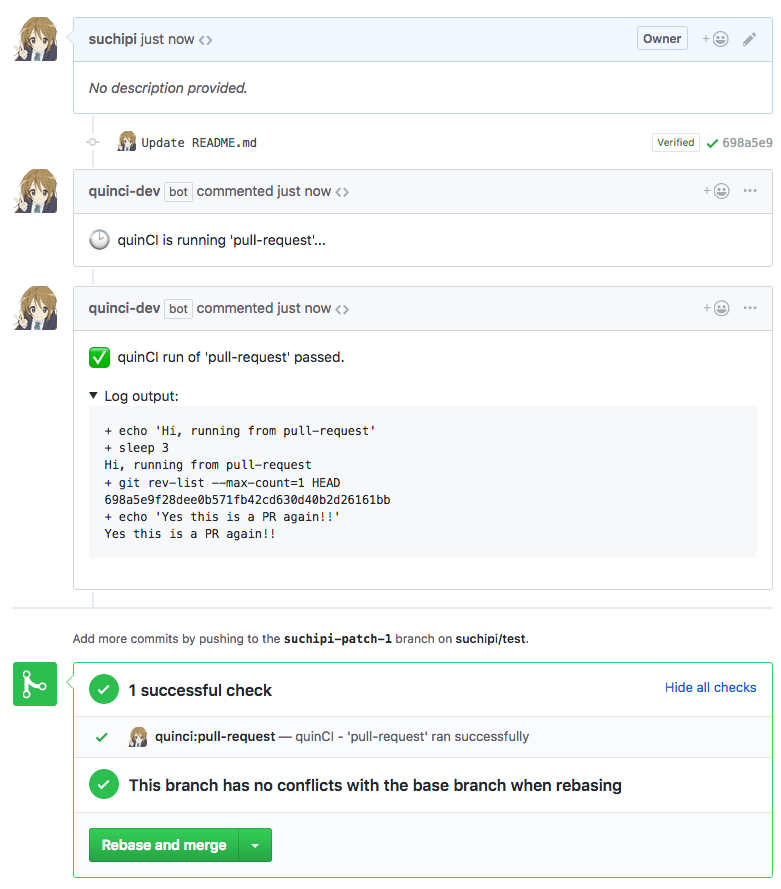 suchipi just now <>
Owner
No description provided.
Update README.md
Verified
698a5e9
quinci-dev bot commented just now <>
quinCI is running 'pull-request'...
quinci-dev bot commented just now <>
quinCI run of 'pull-request' passed.
Log output:
+ echo 'Hi, running from pull-request'
+ sleep 3
Hi, running from pull-request
+ git rev-list --max-count=1 HEAD
698a5e9f28dee0b571fb42cd630d40b2d26161bb
+ echo 'Yes this is a PR again!!'
Yes this is a PR again!!
Add more commits by pushing to the suchipi-patch-1 branch on suchipi/test.
1 successful check
Hide all checks
quinci:pull-request — quinCI - 'pull-request' ran successfully
This branch has no conflicts with the base branch when rebasing
Rebase and merge